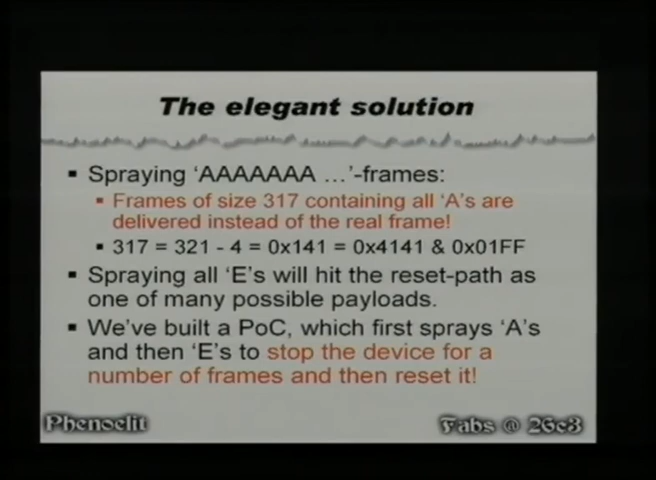 The elegant solution
▪ Spraying ‘AAAAAAA …’-frames:
▪ Frames of size 317 containing all ‘A’s are
delivered instead of the real frame!
▪ 317 = 321 - 4 = 0x141 = 0x4141 & 0x01FF
▪ Spraying all ‘E’s will hit the reset-path as
one of many possible payloads.
▪ We’ve built a PoC, which first sprays ‘A’s
and then ‘E’s to stop the device for a
number of frames and then reset it!
Phenoelit
Fabs @ 26c3